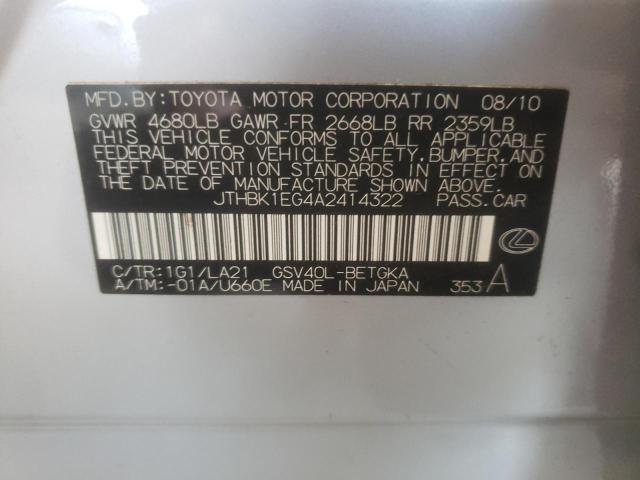 MFD. BY: TOYOTA MOTOR CORPORATION 08/10
GVWR 4680LB GAWR FR 2668LB RR 2359LB
THIS VEHICLE CONFORMS TO ALL APPLICABLE
FEDERAL MOTOR VEHICLE SAFETY, BUMPER, AND
THEFT PREVENTION STANDARDS IN EFFECT ON
THE DATE OF MANUFACTURE SHOWN ABOVE.
JTHBK1EG4A2414322 PASS. CAR
C/TR: 1G1/LA21 GSV40L-BETGKA
A/TM: -01A/U660E MADE IN JAPAN 353 A